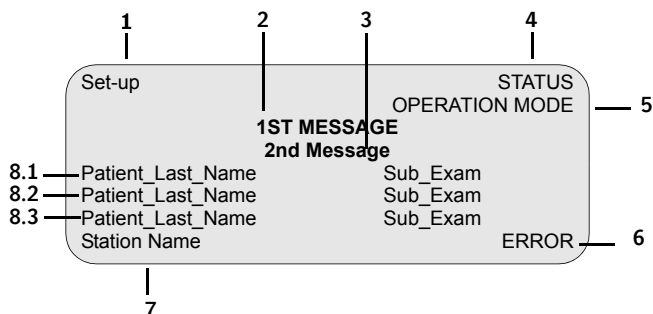 1 2 3 4
Set-up STATUS
OPERATION MODE 5
1ST MESSAGE
2nd Message
8.1 Patient_Last_Name Sub_Exam
8.2 Patient_Last_Name Sub_Exam
8.3 Patient_Last_Name Sub_Exam
Station Name ERROR 6
7